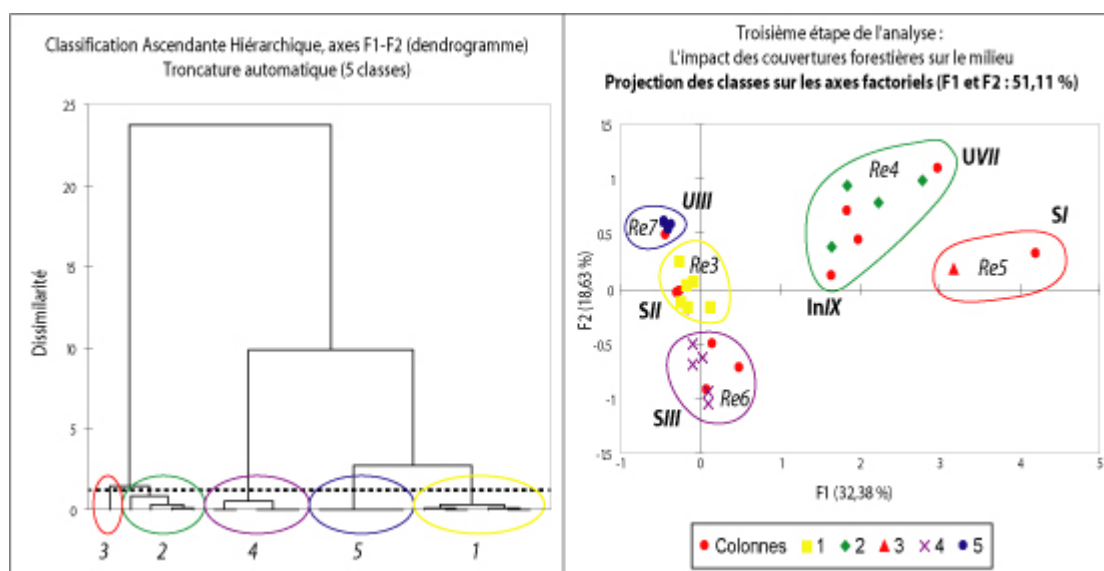 Classification Ascendante Hiérarchique, axes F1-F2 (dendrogramme)
Troncature automatique (5 classes)
Dissimilarité
25
20
15
10
5
0
3
2
4
5
1
Troisième étape de l'analyse :
L'impact des couvertures forestières sur le milieu
Projection des classes sur les axes factoriels (F1 et F2 : 51,11 %)
F2 (18,63 %)
1.5
1
0.5
0
-0.5
-1
-1.5
UVII
Re4
UIII
SI
Re7
Re3
Re5
SII
InIX
Re6
SIII
-1
0
1
2
3
4
5
F1 (32,38 %)
Colonnes 1 2 3 4 5